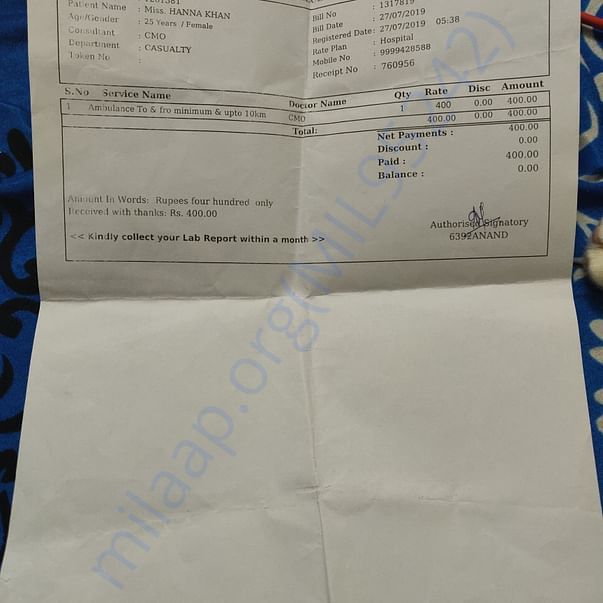 : 1201381
Patient Name : Miss. HANNA KHAN
Age/Gender : 25 Years / Female
Consultant : CMO
Department : CASUALTY
Token No :
Bill No : 1317819
Bill Date : 27/07/2019
Registered Date : 27/07/2019 05:38
Rate Plan : Hospital
Mobile No : 9999428588
Receipt No : 760956
S.No Service Name Doctor Name Qty Rate Disc Amount
1 Ambulance To & fro minimum & upto 10km CMO 1 400 0.00 400.00
Total: 400.00 0.00 400.00
Net Payments : 400.00
Discount : 0.00
Paid : 400.00
Balance : 0.00
Amount In Words: Rupees four hundred only
Received with thanks: Rs. 400.00
Authorised Signatory
6392ANAND
<< Kindly collect your Lab Report within a month >>